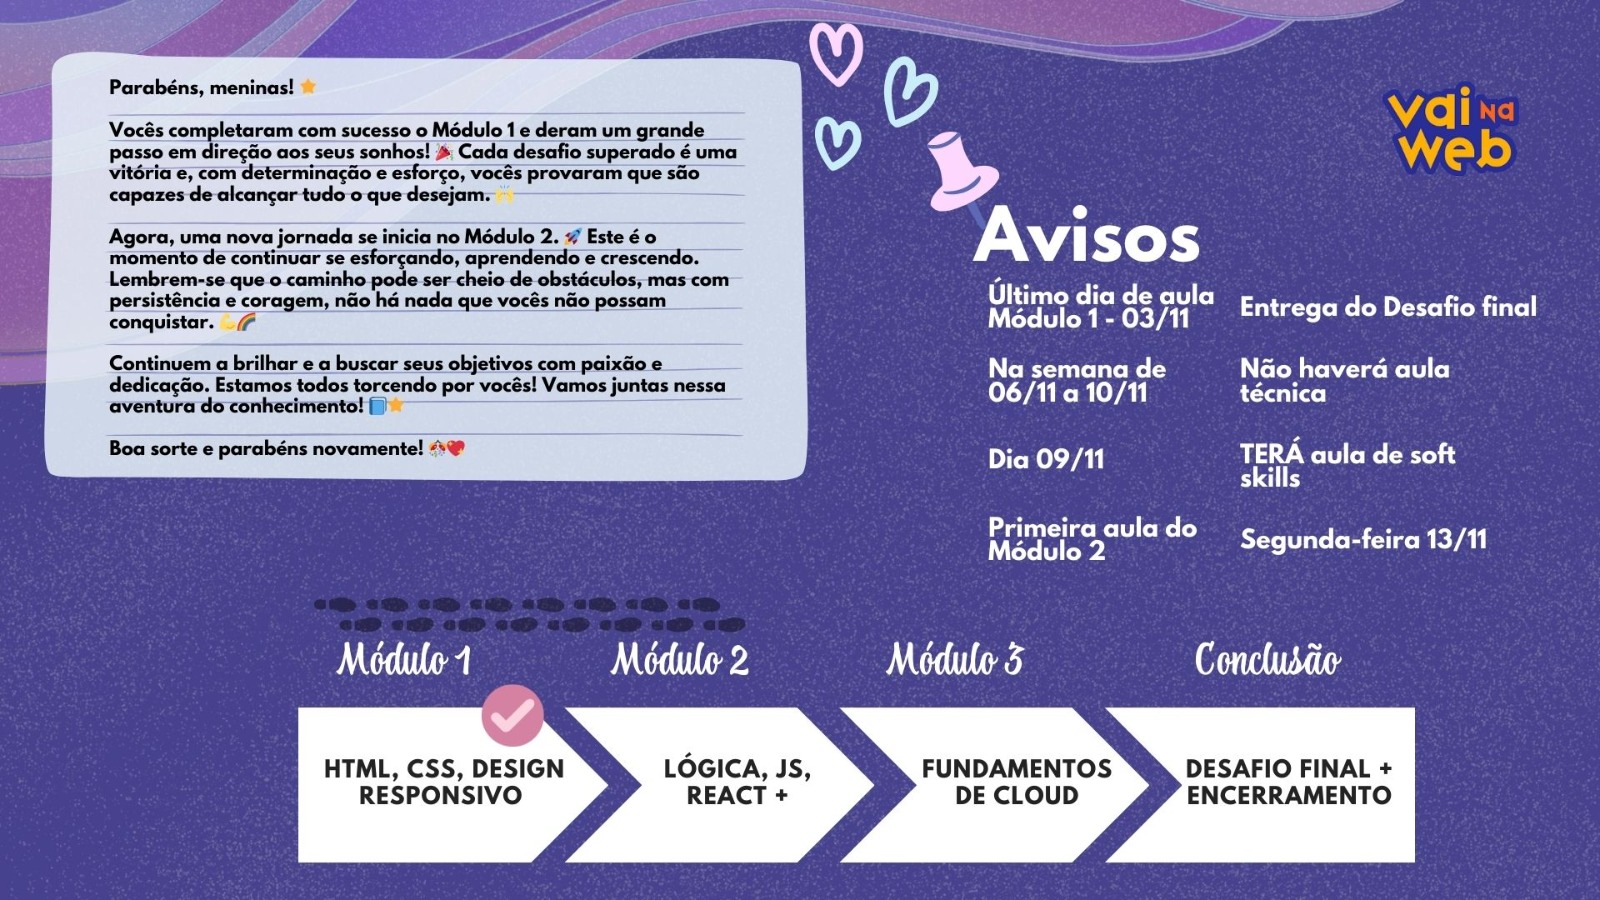 Parabéns, meninas! ⭐
Vocês completaram com sucesso o Módulo 1 e deram um grande
passo em direção aos seus sonhos! 🎉 Cada desafio superado é uma
vitória e, com determinação e esforço, vocês provaram que são
capazes de alcançar tudo o que desejam. 🙌
Agora, uma nova jornada se inicia no Módulo 2. 🚀 Este é o
momento de continuar se esforçando, aprendendo e crescendo.
Lembrem-se que o caminho pode ser cheio de obstáculos, mas com
persistência e coragem, não há nada que vocês não possam
conquistar. 💪🌈
Continuem a brilhar e a buscar seus objetivos com paixão e
dedicação. Estamos todos torcendo por vocês! Vamos juntas nessa
aventura do conhecimento! 📘⭐
Boa sorte e parabéns novamente! 🎊💖
vai na
web
Avisos
Último dia de aula
Módulo 1 - 03/11
Entrega do Desafio final
Na semana de
06/11 a 10/11
Não haverá aula
técnica
Dia 09/11
TERÁ aula de soft
skills
Primeira aula do
Módulo 2
Segunda-feira 13/11
Módulo 1
Módulo 2
Módulo 3
Conclusão
HTML, CSS, DESIGN
RESPONSIVO
LÓGICA, JS,
REACT +
FUNDAMENTOS
DE CLOUD
DESAFIO FINAL +
ENCERRAMENTO